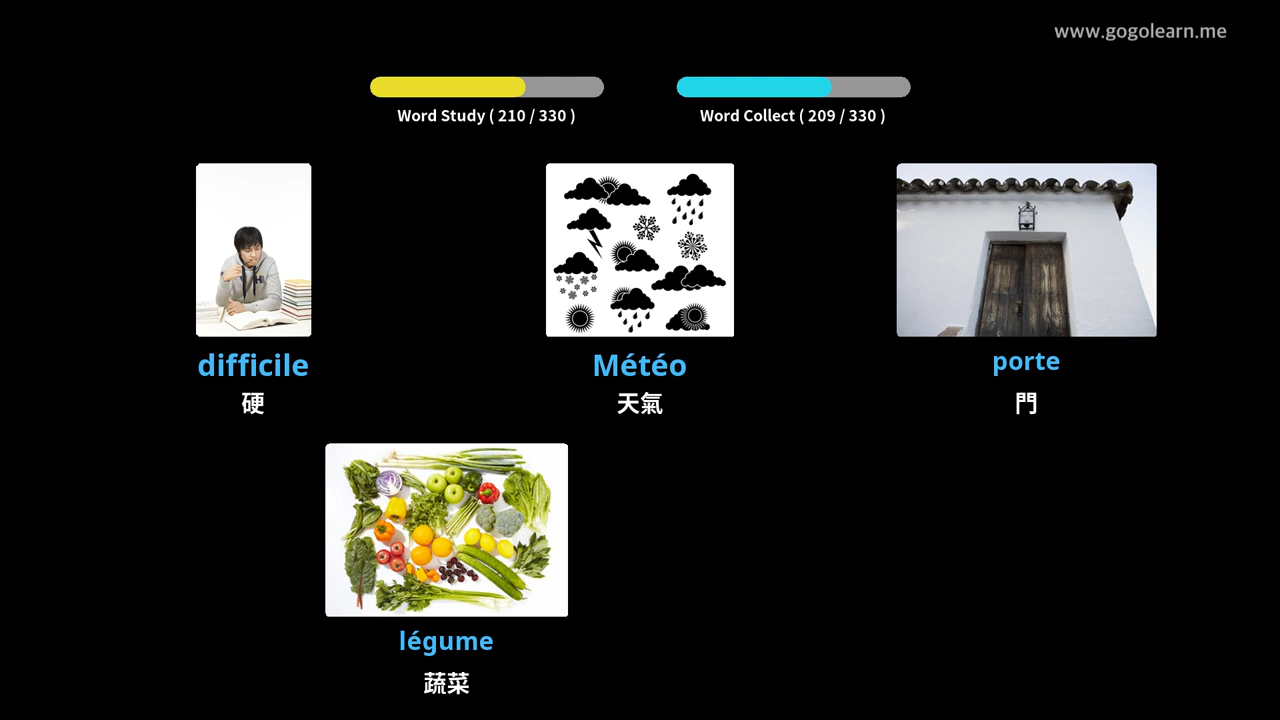 www.gogolearn.me
Word Study ( 210 / 330 )
Word Collect ( 209 / 330 )
difficile
硬
Météo
天氣
porte
門
légume
蔬菜